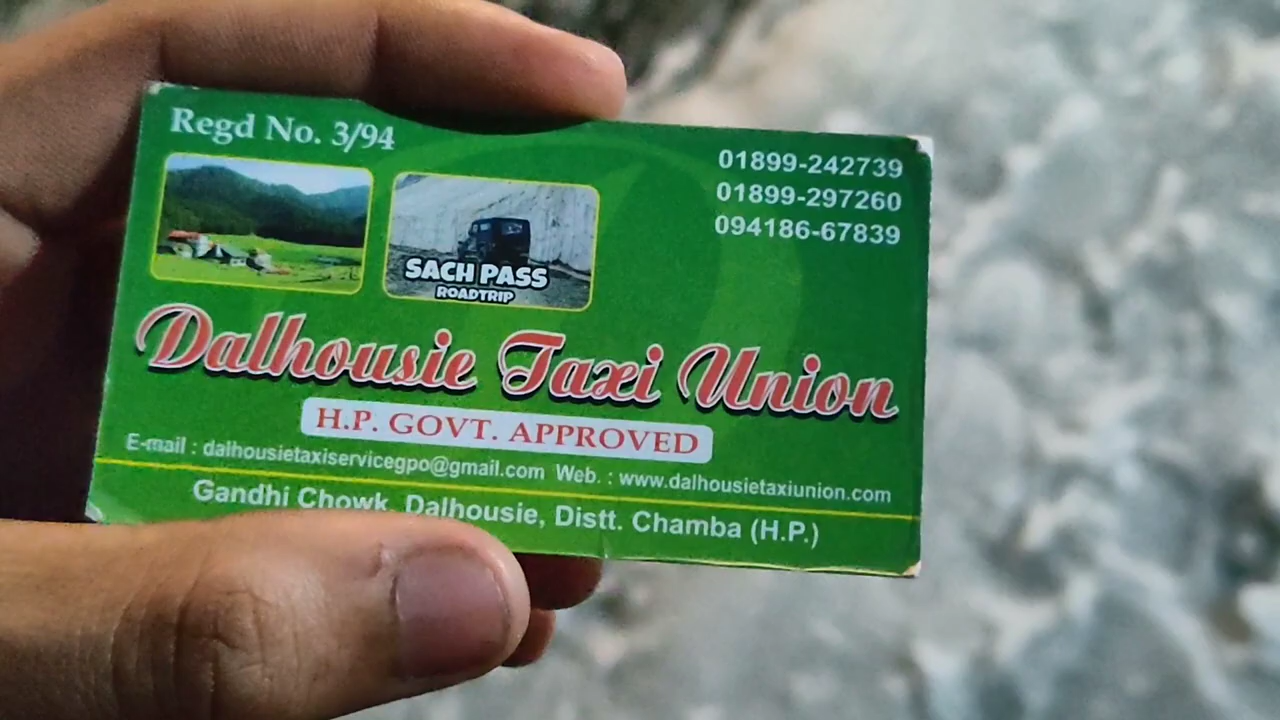 Regd No. 3/94
01899-242739
01899-297260
094186-67839
SACH PASS
ROADTRIP
Dalhousie Taxi Union
H.P. GOVT. APPROVED
E-mail : dalhousietaxiservicegpo@gmail.com Web. : www.dalhousietaxiunion.com
Gandhi Chowk, Dalhousie, Distt. Chamba (H.P.)